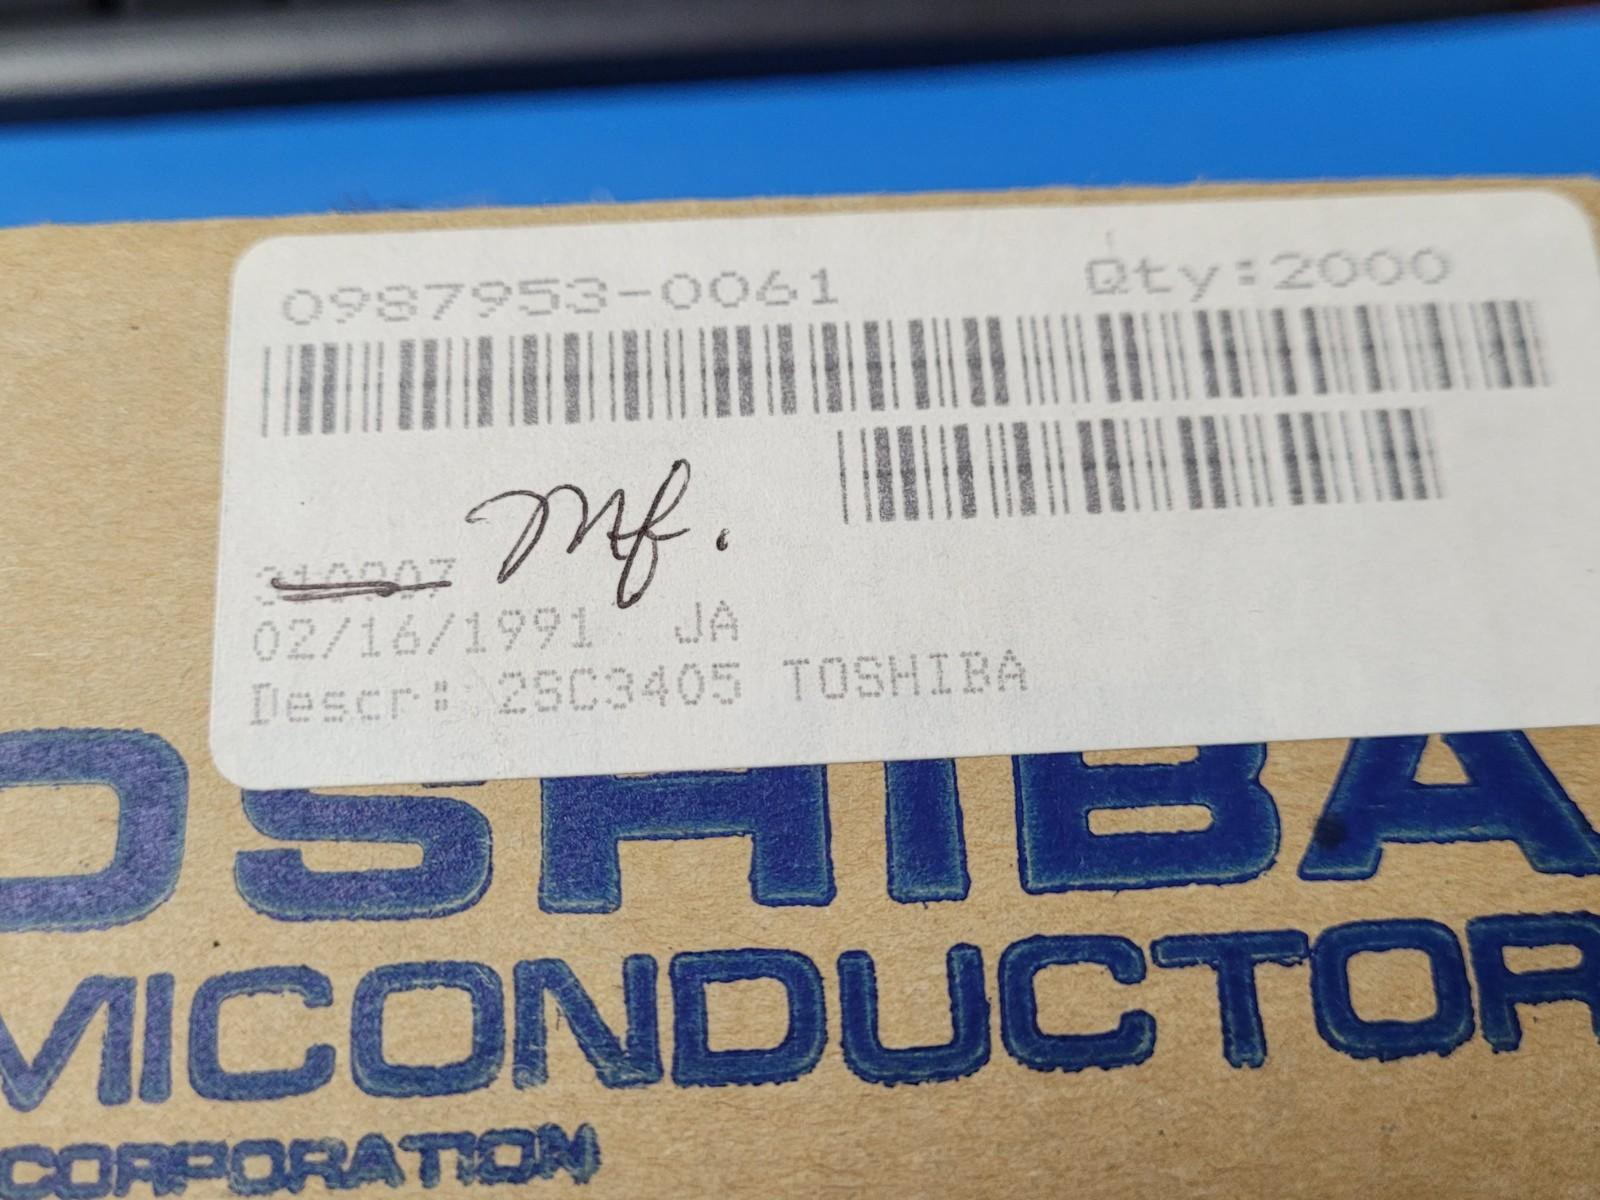 0987953-0061 Qty:2000
Mf.
02/16/1991 JA
Descr: 2SC3405 TOSHIBA
OSHIBA
MICONDUCTOR
CORPORATION